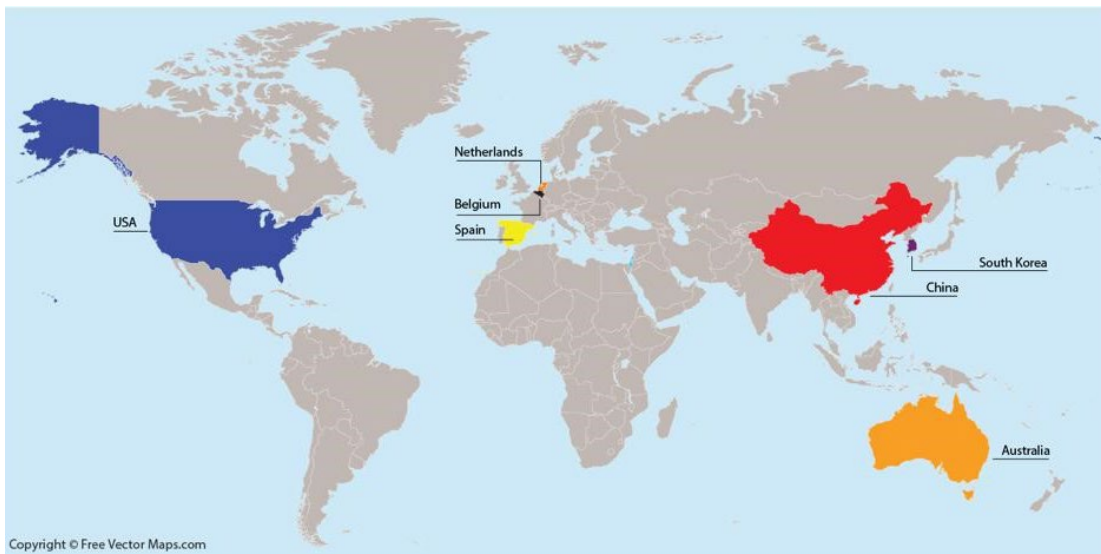 Netherlands
Belgium
USA
Spain
South Korea
China
Australia
Copyright © Free Vector Maps.com